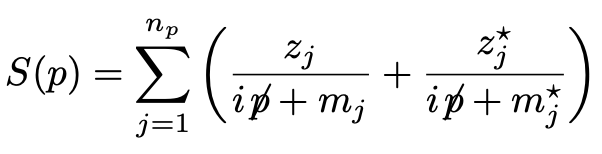 $S(p) = \sum_{j=1}^{n_p} \left( \frac{z_j}{i\not{p} + m_j} + \frac{z_j^\star}{i\not{p} + m_j^\star} \right)$